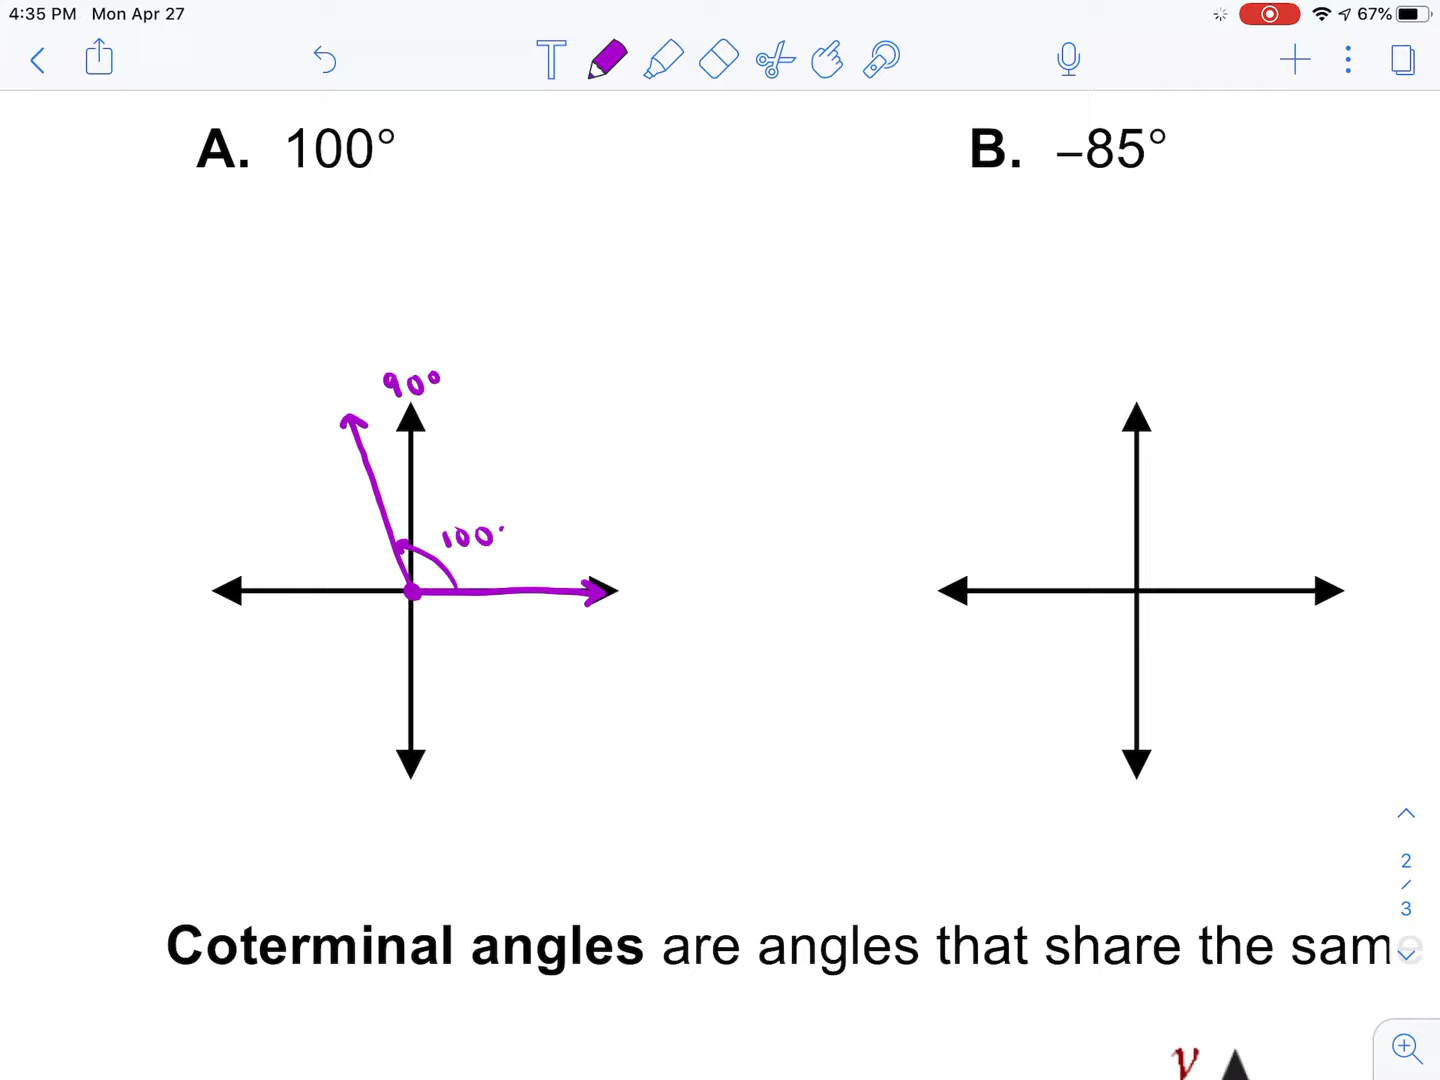 4:35 PM Mon Apr 27
67%
T
A. 100°
B. –85°
90°
100°
2
/
3
Coterminal angles are angles that share the same
y